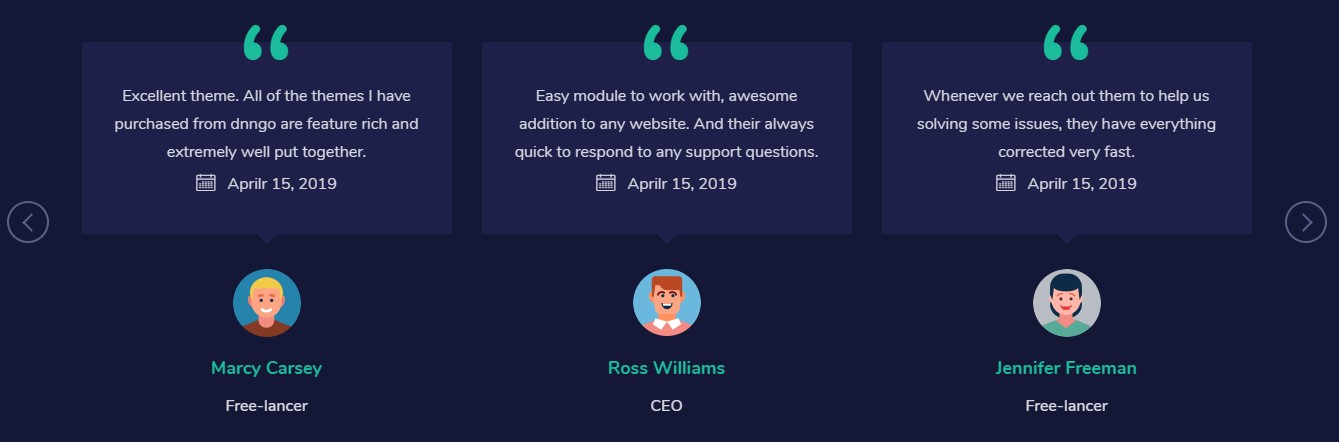 “
Excellent theme. All of the themes I have
purchased from dnngo are feature rich and
extremely well put together.
Aprilr 15, 2019
Marcy Carsey
Free-lancer
“
Easy module to work with, awesome
addition to any website. And their always
quick to respond to any support questions.
Aprilr 15, 2019
Ross Williams
CEO
“
Whenever we reach out them to help us
solving some issues, they have everything
corrected very fast.
Aprilr 15, 2019
Jennifer Freeman
Free-lancer